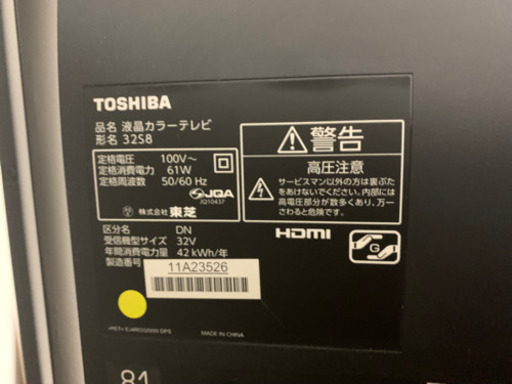 TOSHIBA
品名 液晶カラーテレビ
形名 32S8
定格電圧 100V～
定格消費電力 61W
定格周波数 50/60 Hz
JQA
JQ10437
株式会社 東芝
区分名 DN
受信機型サイズ 32V
年間消費電力量 42 kWh/年
製造番号
11A23526
警告
高圧注意
サービスマン以外の方は裏ぶた
をあけないでください。内部には
高電圧部分が数多くあり、万一
さわると危険です。
HDMI
G
MADE IN CHINA
81